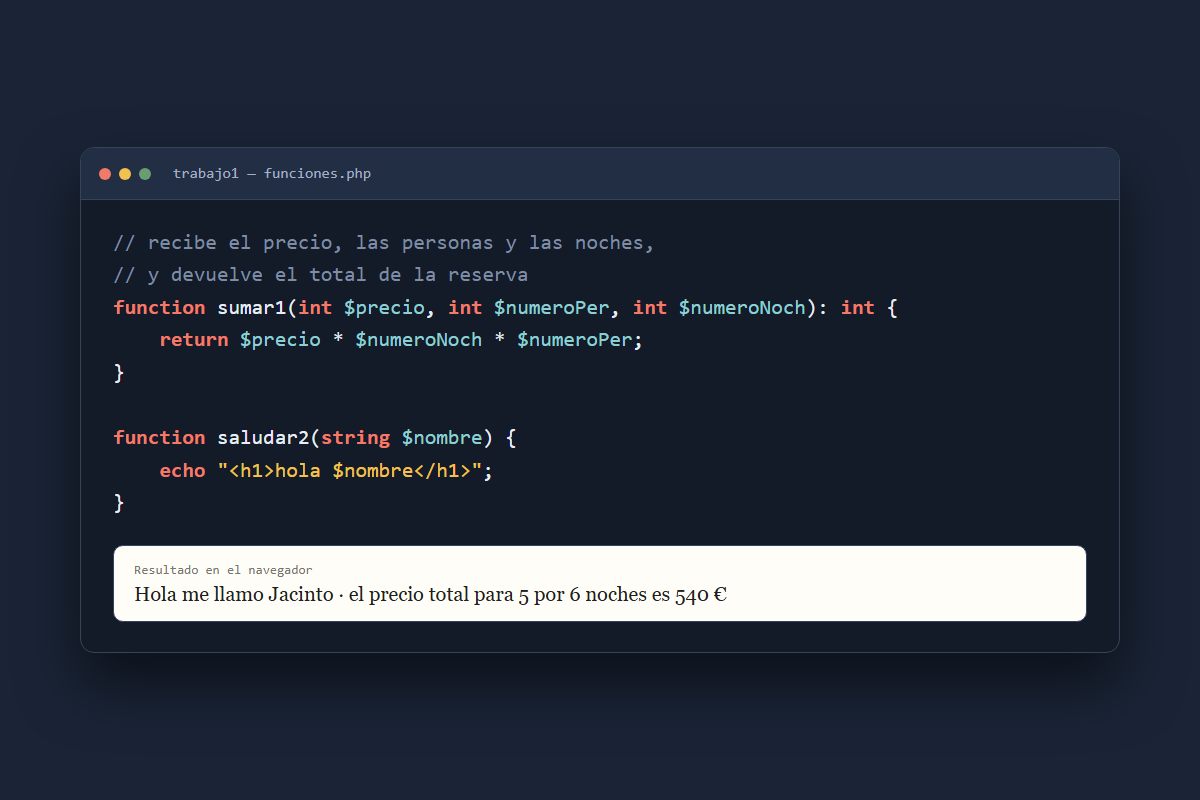 trabajo1 — funciones.php
// recibe el precio, las personas y las noches,
// y devuelve el total de la reserva
function sumar1(int $precio, int $numeroPer, int $numeroNoch): int {
    return $precio * $numeroNoch * $numeroPer;
}
function saludar2(string $nombre) {
    echo "<h1>hola $nombre</h1>";
}
Resultado en el navegador
Hola me llamo Jacinto · el precio total para 5 por 6 noches es 540 €